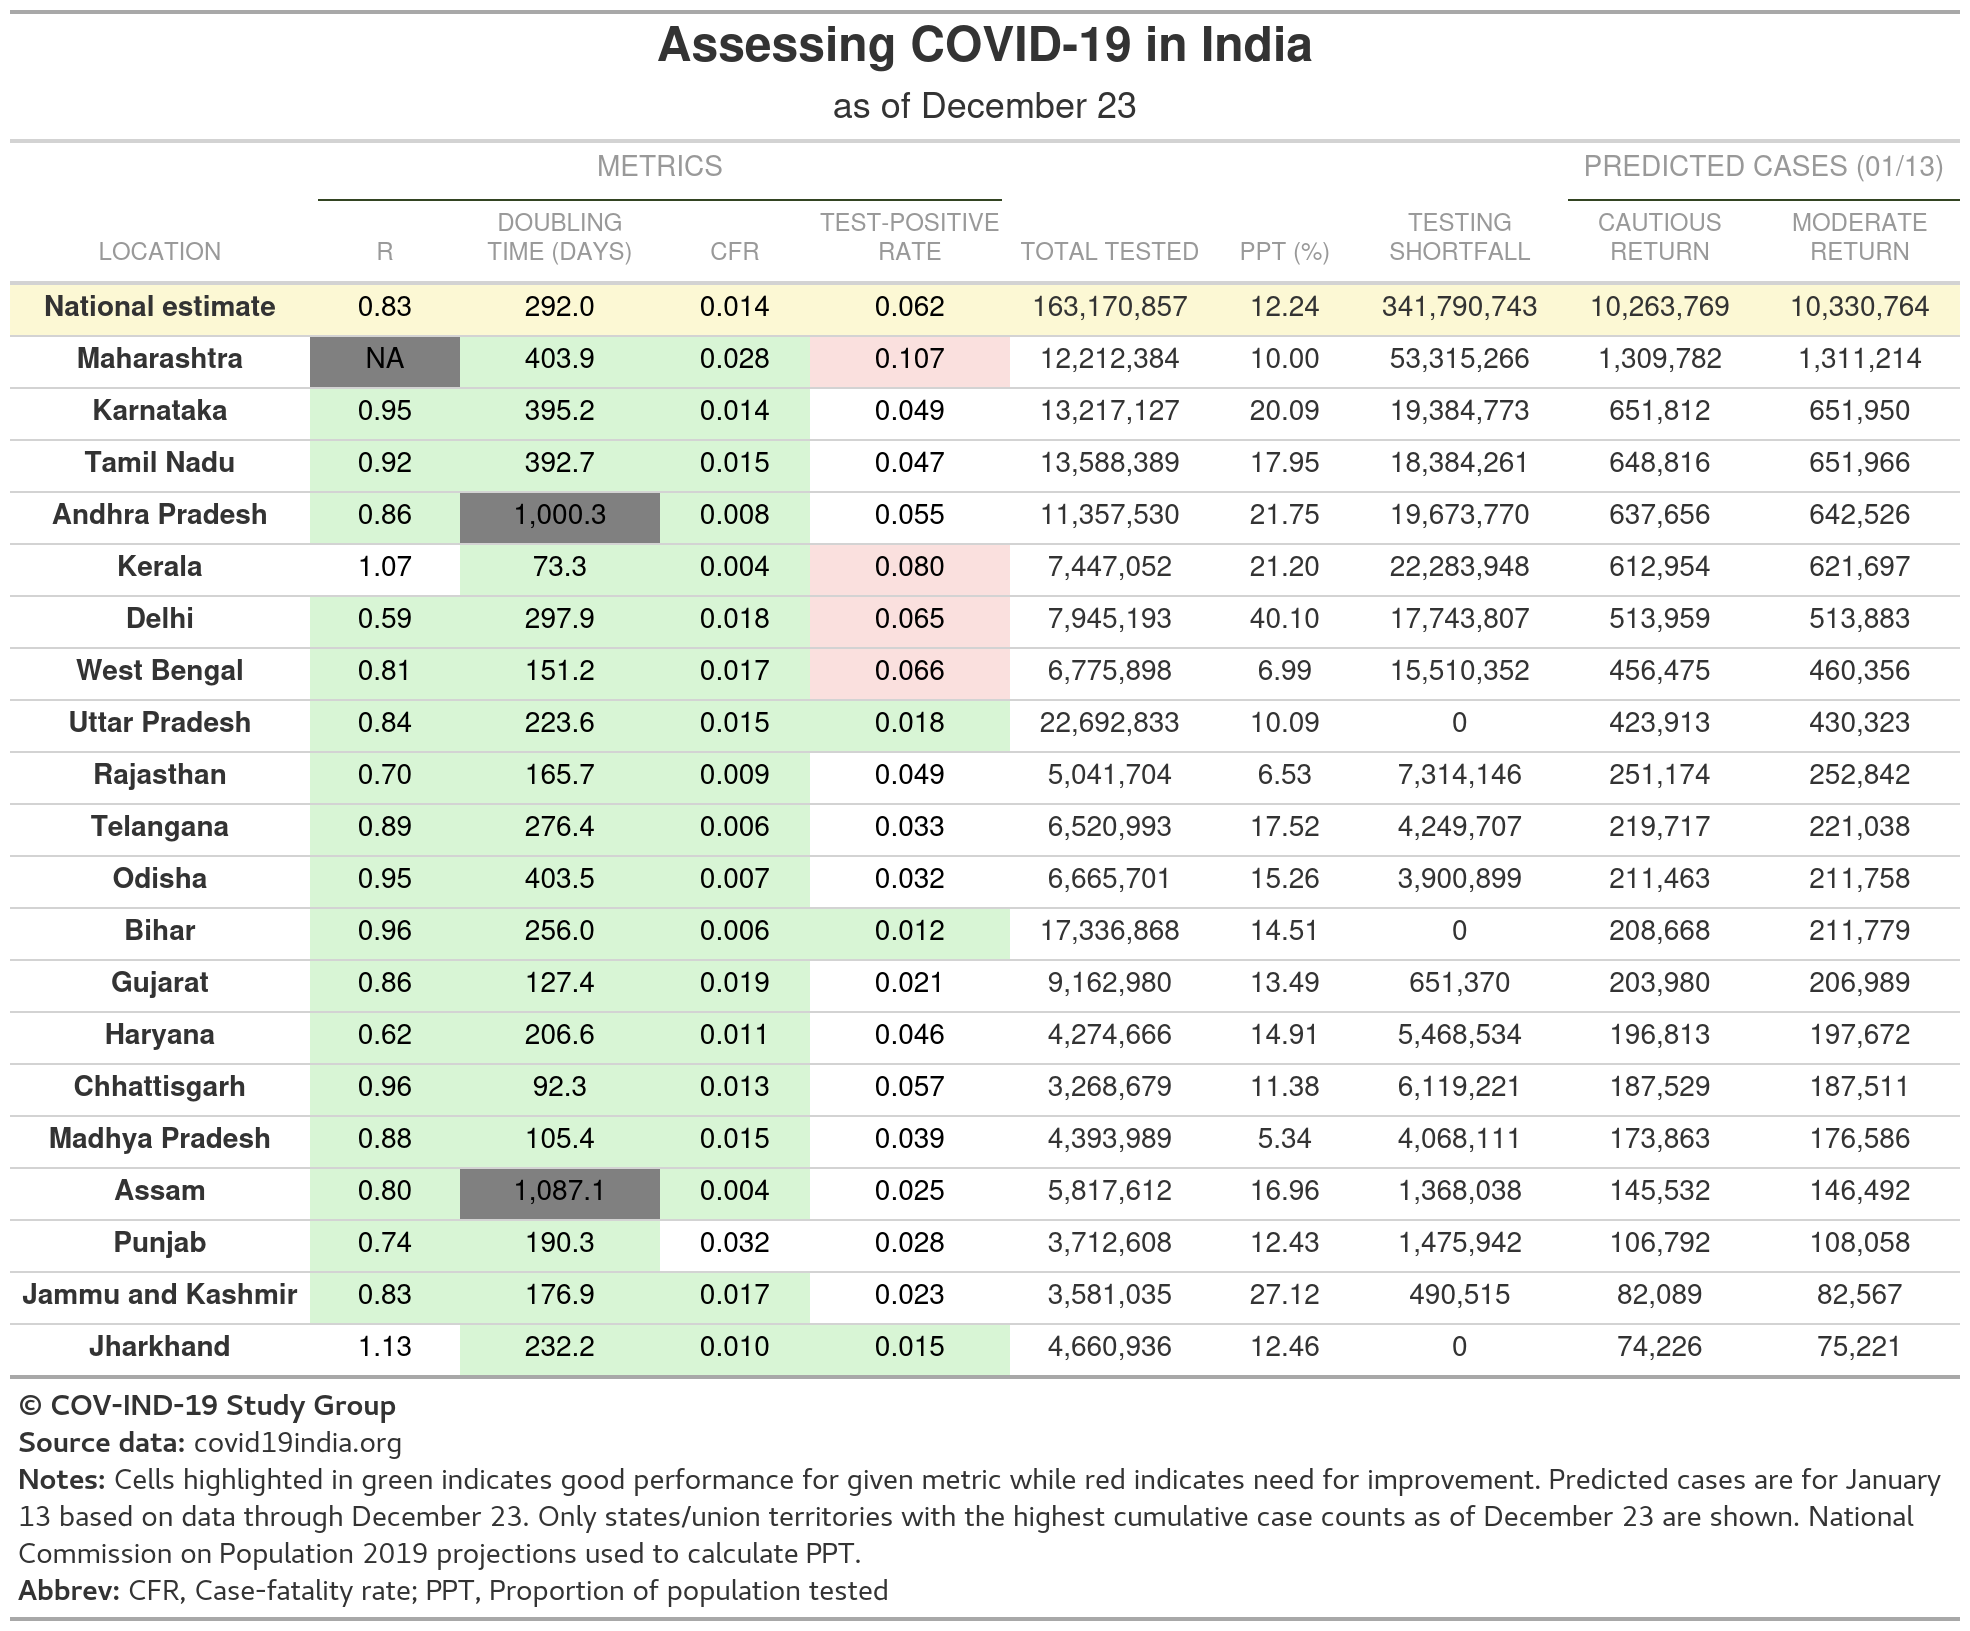 Assessing COVID-19 in India
as of December 23
METRICS PREDICTED CASES (01/13)
LOCATION R DOUBLING TIME (DAYS) CFR TEST-POSITIVE RATE TOTAL TESTED PPT (%) TESTING SHORTFALL CAUTIOUS RETURN MODERATE RETURN
National estimate 0.83 292.0 0.014 0.062 163,170,857 12.24 341,790,743 10,263,769 10,330,764
Maharashtra NA 403.9 0.028 0.107 12,212,384 10.00 53,315,266 1,309,782 1,311,214
Karnataka 0.95 395.2 0.014 0.049 13,217,127 20.09 19,384,773 651,812 651,950
Tamil Nadu 0.92 392.7 0.015 0.047 13,588,389 17.95 18,384,261 648,816 651,966
Andhra Pradesh 0.86 1,000.3 0.008 0.055 11,357,530 21.75 19,673,770 637,656 642,526
Kerala 1.07 73.3 0.004 0.080 7,447,052 21.20 22,283,948 612,954 621,697
Delhi 0.59 297.9 0.018 0.065 7,945,193 40.10 17,743,807 513,959 513,883
West Bengal 0.81 151.2 0.017 0.066 6,775,898 6.99 15,510,352 456,475 460,356
Uttar Pradesh 0.84 223.6 0.015 0.018 22,692,833 10.09 0 423,913 430,323
Rajasthan 0.70 165.7 0.009 0.049 5,041,704 6.53 7,314,146 251,174 252,842
Telangana 0.89 276.4 0.006 0.033 6,520,993 17.52 4,249,707 219,717 221,038
Odisha 0.95 403.5 0.007 0.032 6,665,701 15.26 3,900,899 211,463 211,758
Bihar 0.96 256.0 0.006 0.012 17,336,868 14.51 0 208,668 211,779
Gujarat 0.86 127.4 0.019 0.021 9,162,980 13.49 651,370 203,980 206,989
Haryana 0.62 206.6 0.011 0.046 4,274,666 14.91 5,468,534 196,813 197,672
Chhattisgarh 0.96 92.3 0.013 0.057 3,268,679 11.38 6,119,221 187,529 187,511
Madhya Pradesh 0.88 105.4 0.015 0.039 4,393,989 5.34 4,068,111 173,863 176,586
Assam 0.80 1,087.1 0.004 0.025 5,817,612 16.96 1,368,038 145,532 146,492
Punjab 0.74 190.3 0.032 0.028 3,712,608 12.43 1,475,942 106,792 108,058
Jammu and Kashmir 0.83 176.9 0.017 0.023 3,581,035 27.12 490,515 82,089 82,567
Jharkhand 1.13 232.2 0.010 0.015 4,660,936 12.46 0 74,226 75,221
© COV-IND-19 Study Group
Source data: covid19india.org
Notes: Cells highlighted in green indicates good performance for given metric while red indicates need for improvement. Predicted cases are for January
13 based on data through December 23. Only states/union territories with the highest cumulative case counts as of December 23 are shown. National
Commission on Population 2019 projections used to calculate PPT.
Abbrev: CFR, Case-fatality rate; PPT, Proportion of population tested